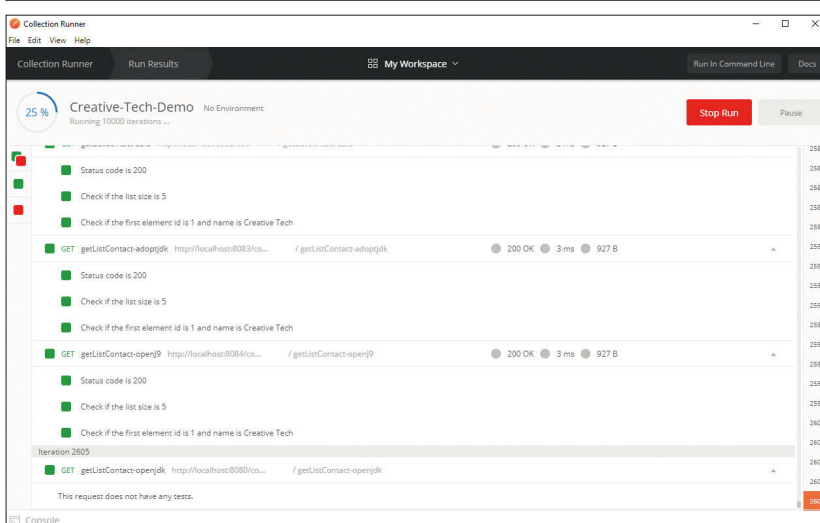 Collection Runner
File Edit View Help
Collection Runner Run Results My Workspace Run In Command Line Docs
25 % Creative-Tech-Demo No Environment
Running 10000 iterations ...
Stop Run Pause
Status code is 200
Check if the list size is 5
Check if the first element id is 1 and name is Creative Tech
GET getListContact-adoptjdk http://localhost:8083/co... / getListContact-adoptjdk 200 OK 3 ms 927 B
Status code is 200
Check if the list size is 5
Check if the first element id is 1 and name is Creative Tech
GET getListContact-openJ9 http://localhost:8084/co... / getListContact-openJ9 200 OK 3 ms 927 B
Status code is 200
Check if the list size is 5
Check if the first element id is 1 and name is Creative Tech
Iteration 2605
GET getListContact-openjdk http://localhost:8080/co... / getListContact-openjdk
This request does not have any tests.
Console